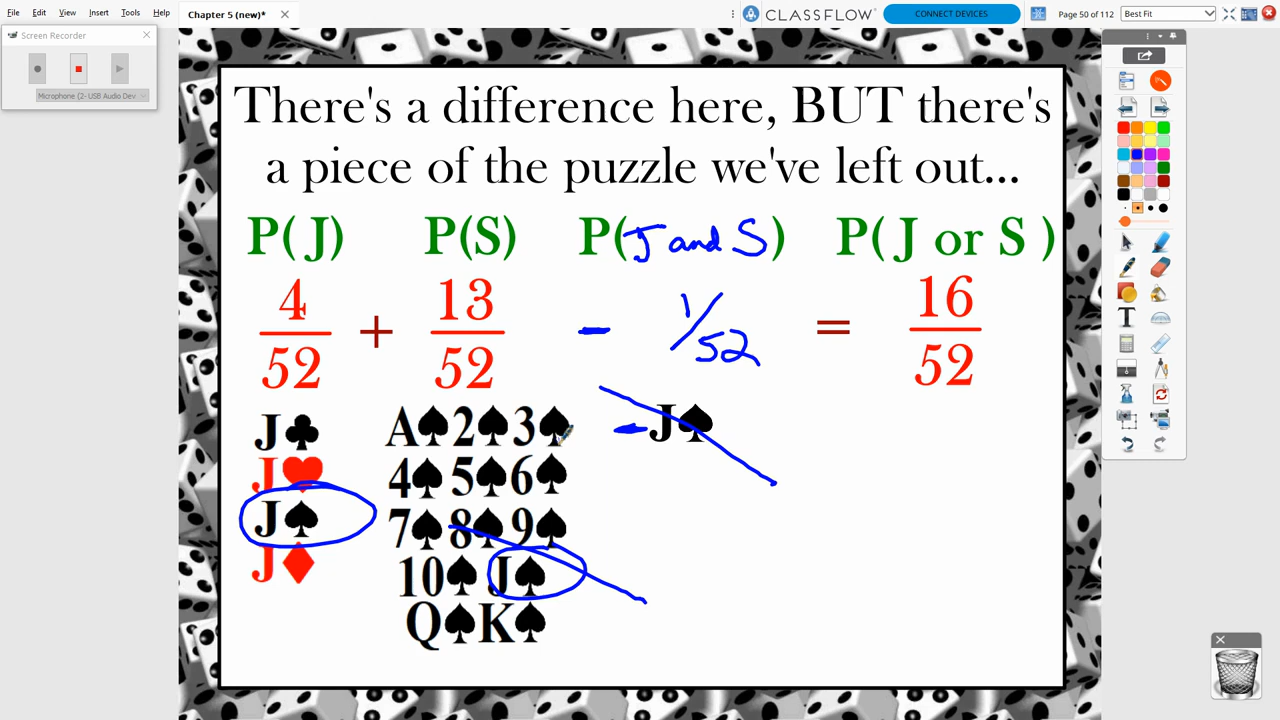 File Edit View Insert Tools Help
Chapter 5 (new)*
CLASSFLOW
CONNECT DEVICES
Page 50 of 112
Best Fit
Screen Recorder
Microphone (2- USB Audio Dev
There's a difference here, BUT there's
a piece of the puzzle we've left out...
P( J ) P(S) P(J and S) P( J or S )
4/52 + 13/52 - 1/52 = 16/52
J♣ A♠ 2♠ 3♠ -J♠
J♥ 4♠ 5♠ 6♠
J♠ 7♠ 8♠ 9♠
J♦ 10♠ J♠
Q♠ K♠
T